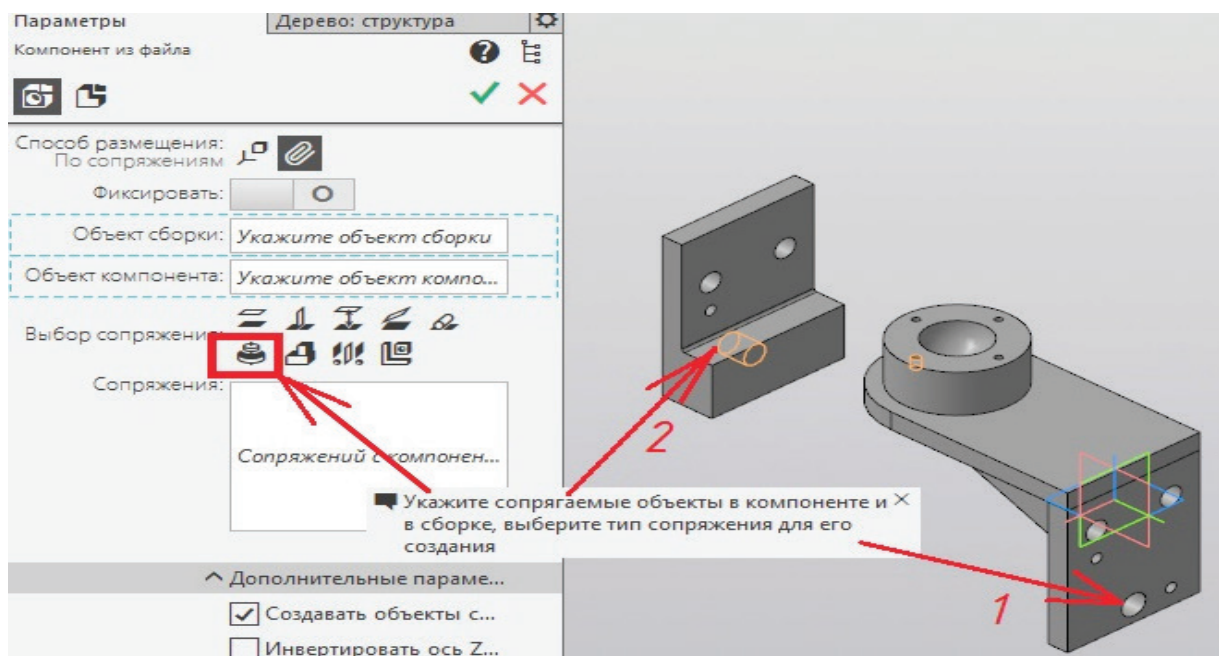 Параметры
Дерево: структура
Компонент из файла
Способ размещения:
По сопряжениям
Фиксировать:
Объект сборки: Укажите объект сборки
Объект компонента: Укажите объект компо...
Выбор сопряжения:
Сопряжения:
Сопряжений с компонен...
2
Укажите сопрягаемые объекты в компоненте и
в сборке, выберите тип сопряжения для его
создания
1
Дополнительные параме...
Создавать объекты с...
Инвертировать ось Z...